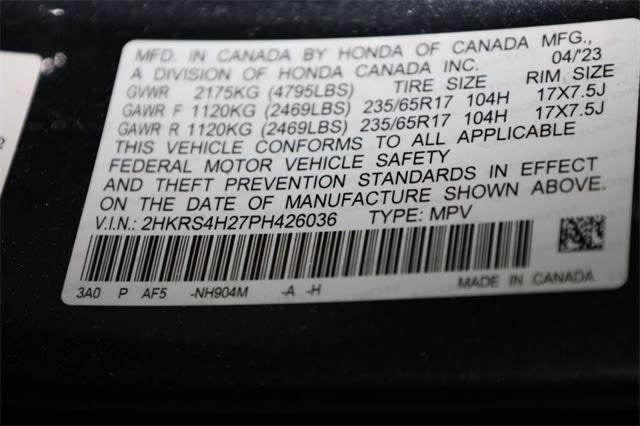 MFD. IN CANADA BY HONDA OF CANADA MFG.,
A DIVISION OF HONDA CANADA INC. 04/'23
GVWR 2175KG (4795LBS) TIRE SIZE RIM SIZE
GAWR F 1120KG (2469LBS) 235/65R17 104H 17X7.5J
GAWR R 1120KG (2469LBS) 235/65R17 104H 17X7.5J
THIS VEHICLE CONFORMS TO ALL APPLICABLE
FEDERAL MOTOR VEHICLE SAFETY
AND THEFT PREVENTION STANDARDS IN EFFECT
ON THE DATE OF MANUFACTURE SHOWN ABOVE.
V.I.N.: 2HKRS4H27PH426036 TYPE: MPV
3A0 P AF5 -NH904M -A -H MADE IN CANADA